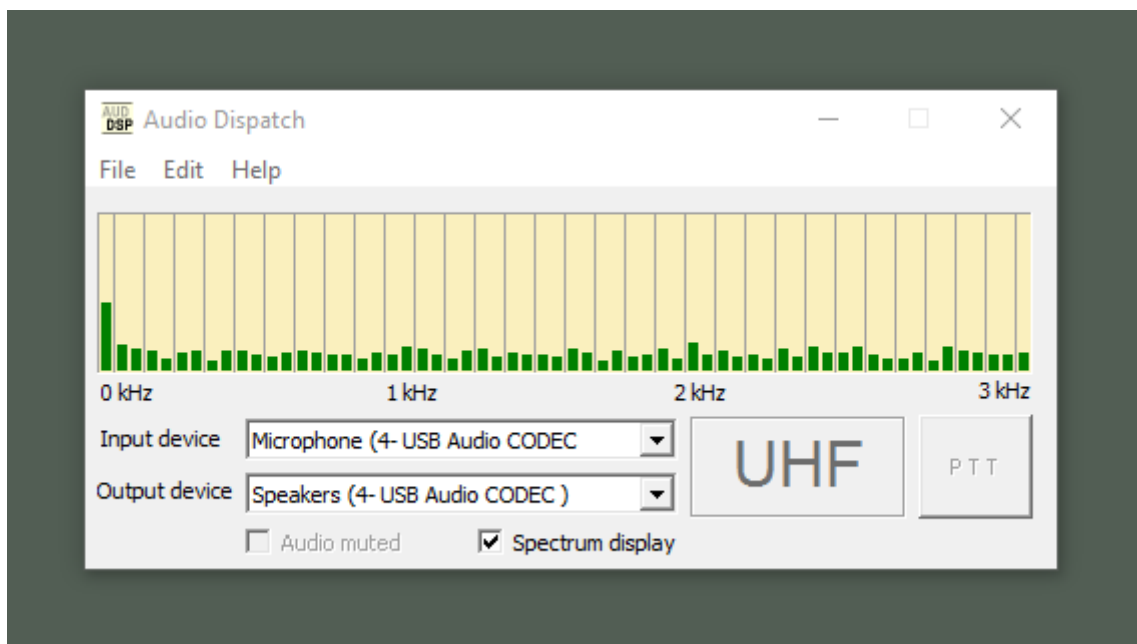 AUD
DSP
Audio Dispatch
File Edit Help
0 kHz 1 kHz 2 kHz 3 kHz
Input device Microphone (4- USB Audio CODEC
Output device Speakers (4- USB Audio CODEC )
UHF
PTT
Audio muted Spectrum display